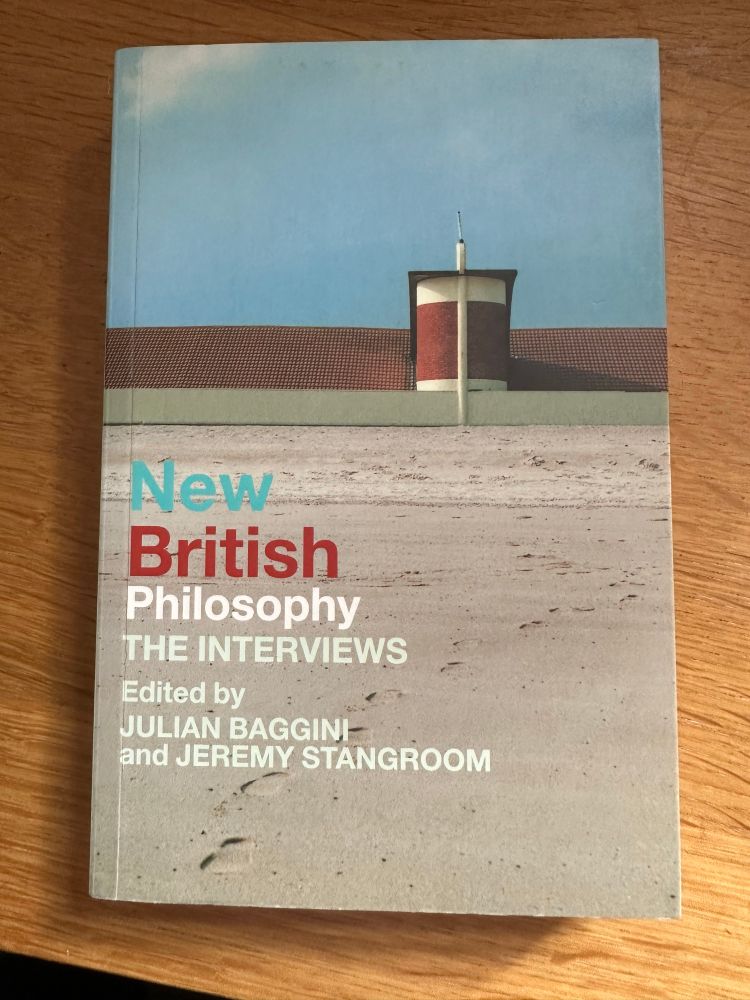 New
British
Philosophy
THE INTERVIEWS
Edited by
JULIAN BAGGINI
and JEREMY STANGROOM